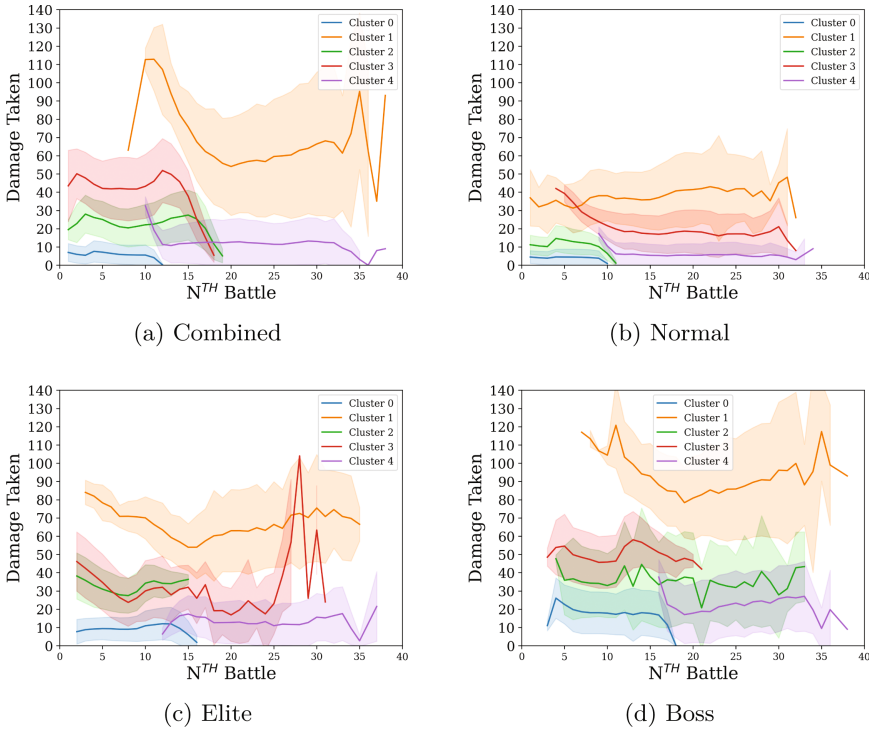 140
130
120
110
100
90
80
70
60
50
40
30
20
10
0
Damage Taken
0 5 10 15 20 25 30 35 40
N^TH Battle
Cluster 0
Cluster 1
Cluster 2
Cluster 3
Cluster 4
(a) Combined
140
130
120
110
100
90
80
70
60
50
40
30
20
10
0
Damage Taken
0 5 10 15 20 25 30 35 40
N^TH Battle
Cluster 0
Cluster 1
Cluster 2
Cluster 3
Cluster 4
(b) Normal
140
130
120
110
100
90
80
70
60
50
40
30
20
10
0
Damage Taken
0 5 10 15 20 25 30 35 40
N^TH Battle
Cluster 0
Cluster 1
Cluster 2
Cluster 3
Cluster 4
(c) Elite
140
130
120
110
100
90
80
70
60
50
40
30
20
10
0
Damage Taken
0 5 10 15 20 25 30 35 40
N^TH Battle
Cluster 0
Cluster 1
Cluster 2
Cluster 3
Cluster 4
(d) Boss